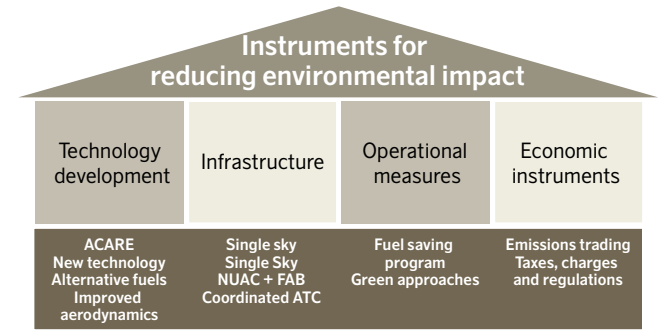 Instruments for
reducing environmental impact
Technology
development
Infrastructure
Operational
measures
Economic
instruments
ACARE
New technology
Alternative fuels
Improved
aerodynamics
Single sky
Single Sky
NUAC + FAB
Coordinated ATC
Fuel saving
program
Green approaches
Emissions trading
Taxes, charges
and regulations